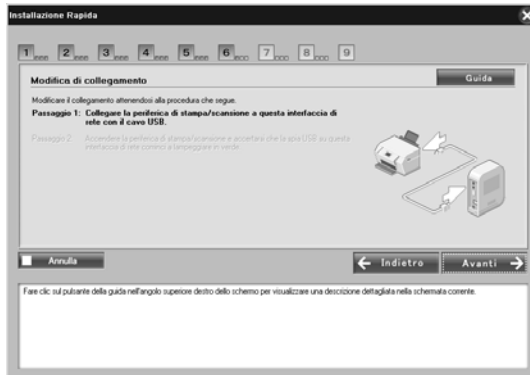 Installazione Rapida
1 2 3 4 5 6 7 8 9
Modifica di collegamento
Guida
Modificare il collegamento attenendosi alla procedura che segue.
Passaggio 1: Collegare la periferica di stampa/scansione a questa interfaccia di
rete con il cavo USB.
Passaggio 2: Accendere la periferica di stampa/scansione e accertare che la spia USB su questa
interfaccia di rete cominci a lampeggiare in verde.
Annulla
Indietro
Avanti
Fare clic sul pulsante della guida nell'angolo superiore destro dello schermo per visualizzare una descrizione dettagliata nella schermata corrente.